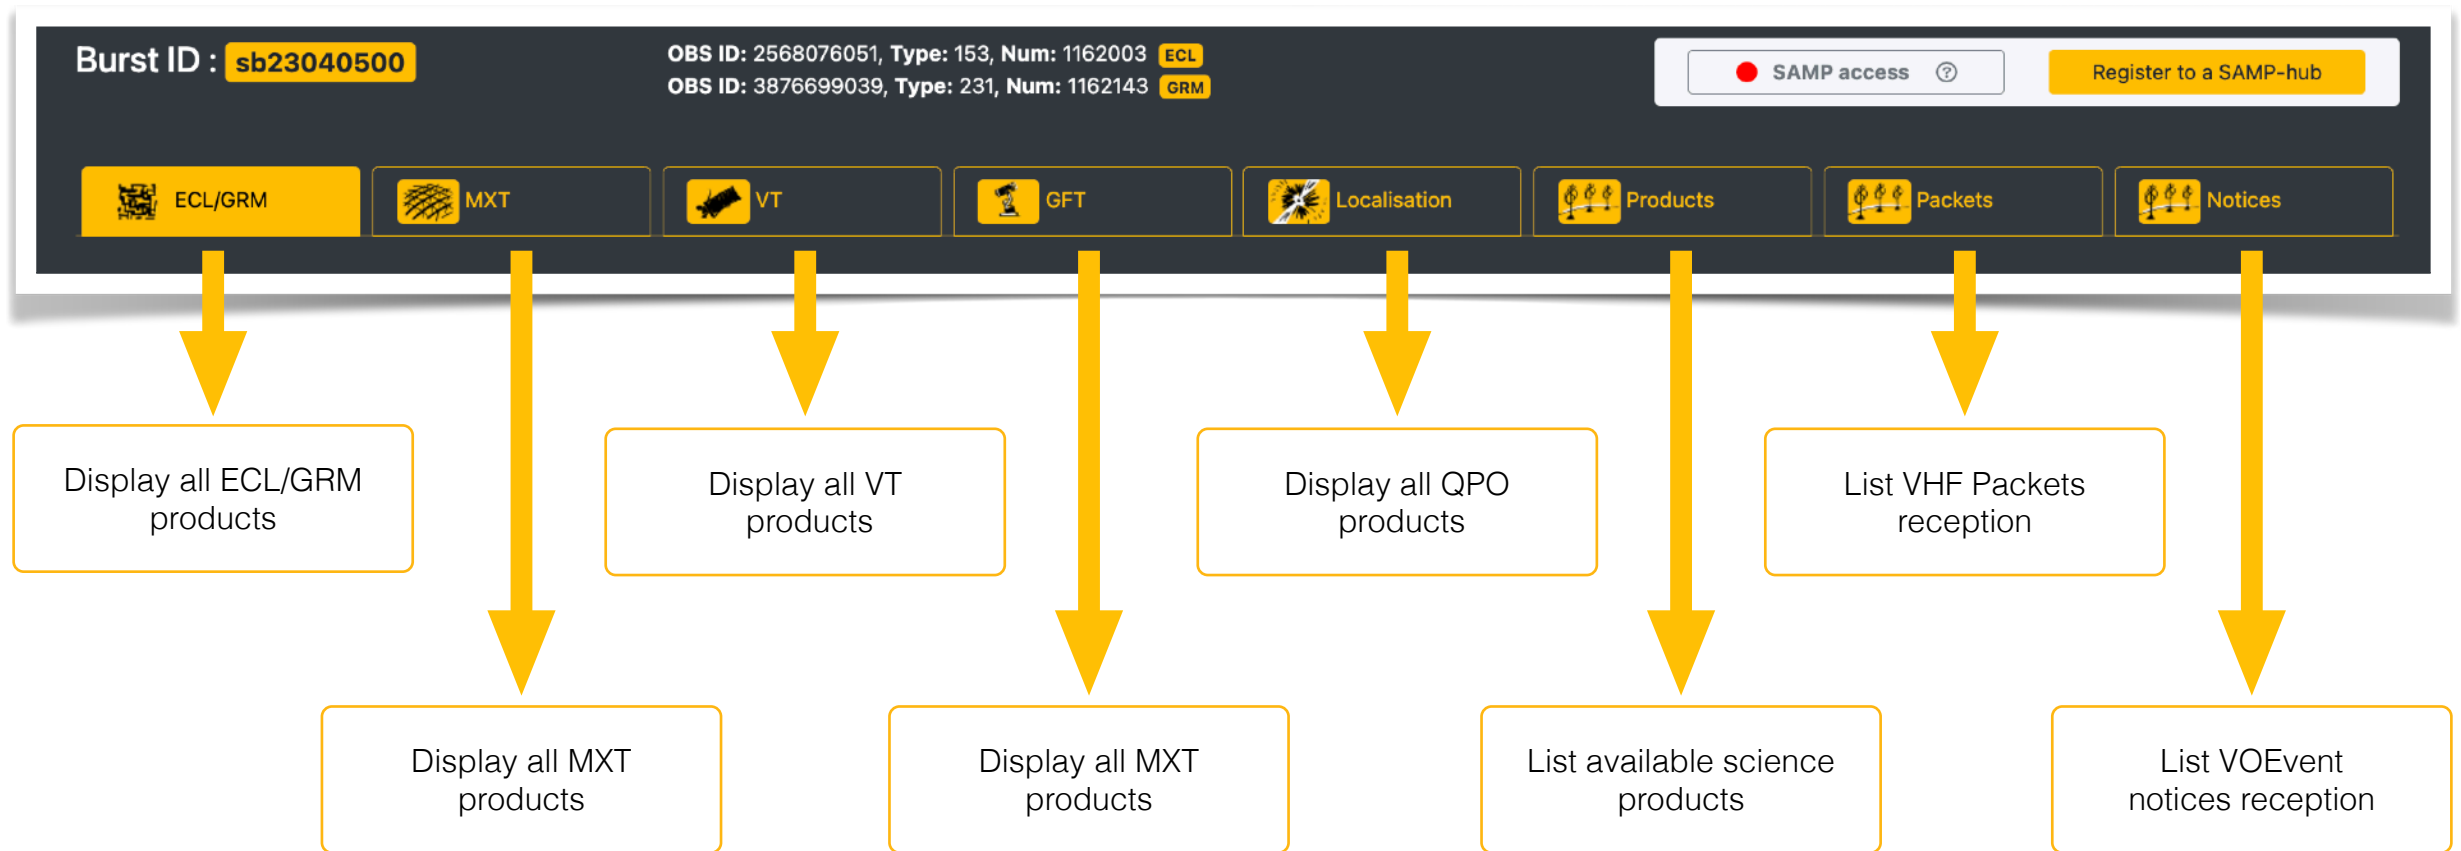 Burst ID : sb23040500
OBS ID: 2568076051, Type: 153, Num: 1162003 ECL
OBS ID: 3876699039, Type: 231, Num: 1162143 GRM
SAMP access ?
Register to a SAMP-hub
ECL/GRM
MXT
VT
GFT
Localisation
Products
Packets
Notices
Display all ECL/GRM
products
Display all VT
products
Display all QPO
products
List VHF Packets
reception
Display all MXT
products
Display all MXT
products
List available science
products
List VOEvent
notices reception